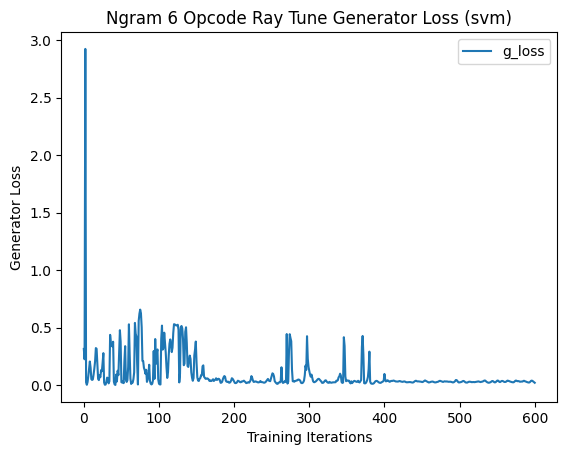 Ngram 6 Opcode Ray Tune Generator Loss (svm)
g_loss
3.0
2.5
2.0
1.5
1.0
0.5
0.0
Generator Loss
0 100 200 300 400 500 600
Training Iterations